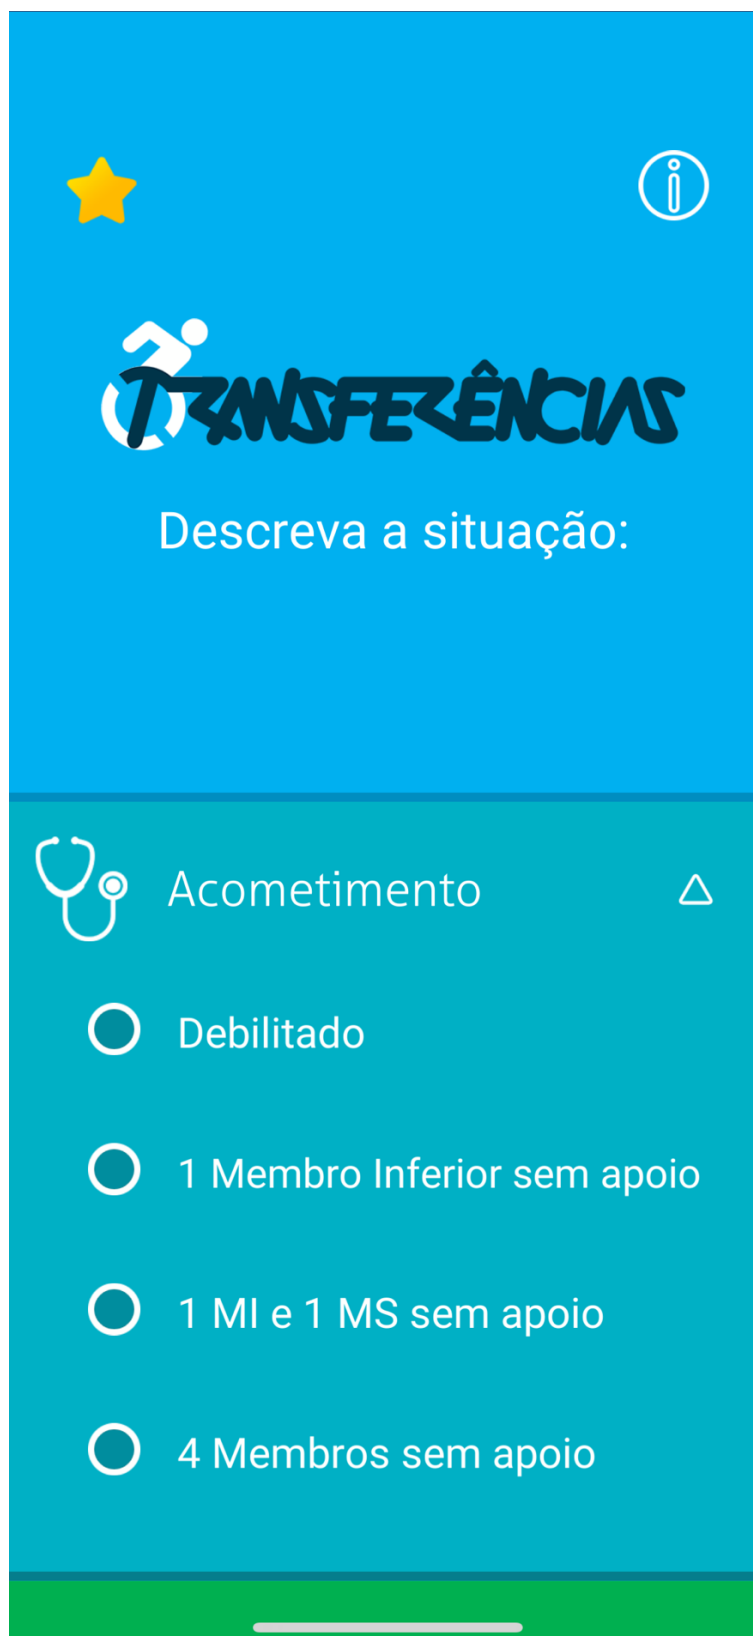 TRANSFERÊNCIAS
Descreva a situação:
Acometimento
Debilitado
1 Membro Inferior sem apoio
1 MI e 1 MS sem apoio
4 Membros sem apoio